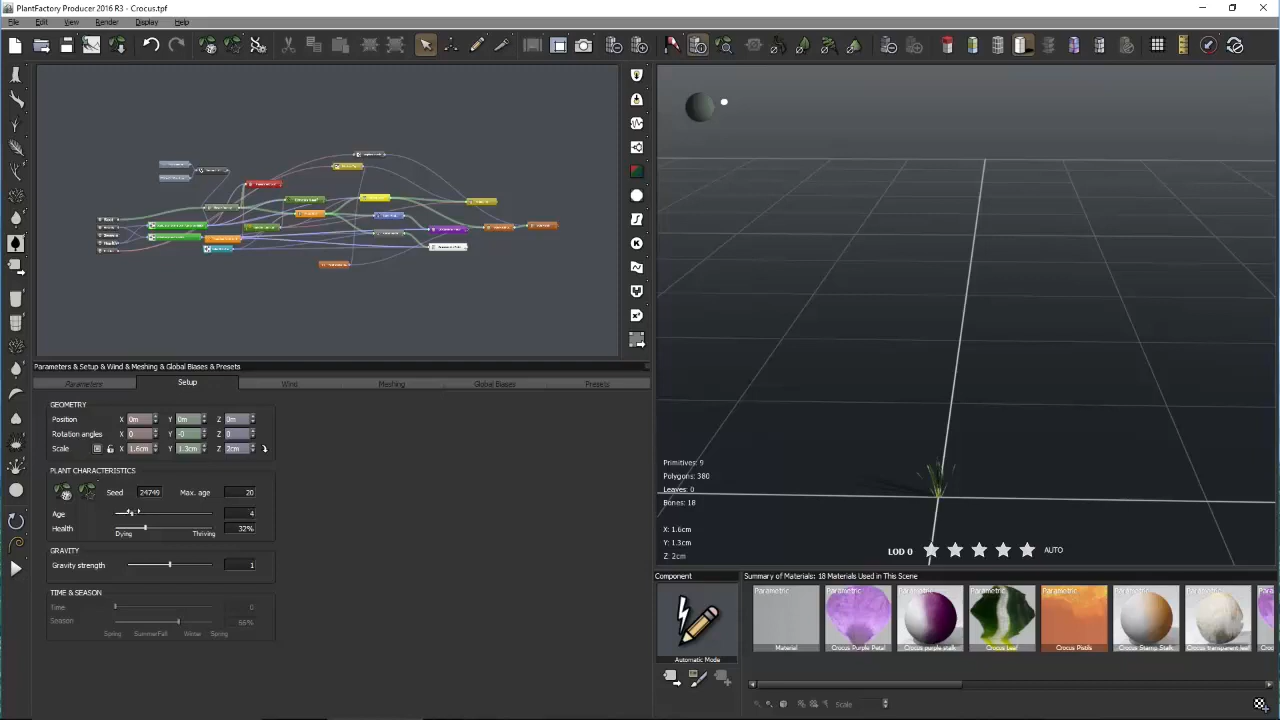 PlantFactory Producer 2016 R3 - Crocus.tpf
File Edit View Render Display Help
Parameters & Setup & Wind & Meshing & Global Biases & Presets
Parameters Setup Wind Meshing Global Biases Presets
GEOMETRY
Position X 0m Y 0m Z 0m
Rotation angles X 0 Y -0 Z 0
Scale X 1.6cm Y 1.3cm Z 2cm
PLANT CHARACTERISTICS
Seed 24749 Max. age 20
Age 4
Health 32%
Dying Thriving
GRAVITY
Gravity strength 1
TIME & SEASON
Time: 0
Season 66%
Spring SummerFall Winter Spring
Primitives: 9
Polygons: 380
Leaves: 0
Bones: 18
X: 1.6cm
Y: 1.3cm
Z: 2cm
LOD 0 AUTO
Component
Automatic Mode
Summary of Materials: 18 Materials Used in This Scene
Parametric Parametric Parametric Parametric Parametric Parametric Parametric
Material Crocus Purple Petal Crocus purple stalk Crocus Leaf Crocus Pistils Crocus Stamp Stalk Crocus transparent leaf
Scale